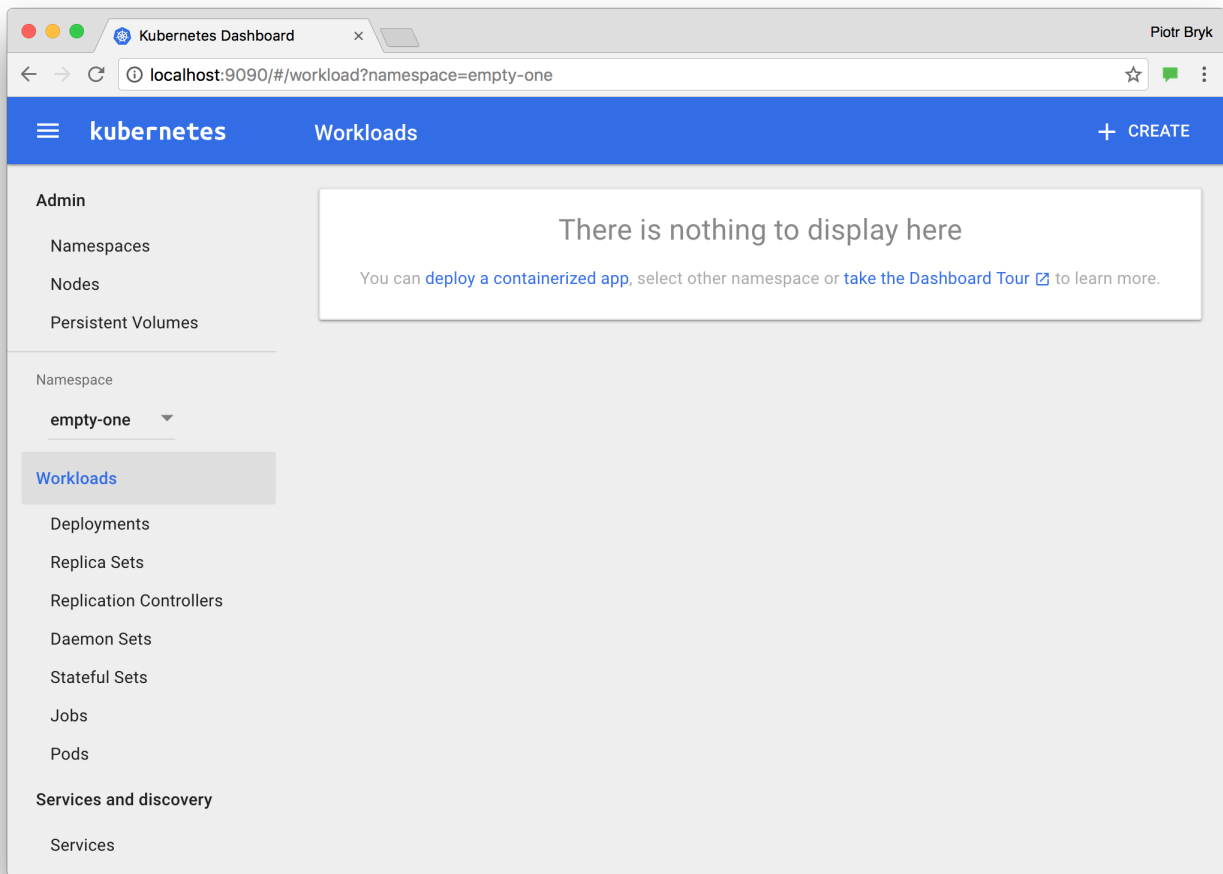 Kubernetes Dashboard
Piotr Bryk
localhost:9090/#/workload?namespace=empty-one
kubernetes
Workloads
CREATE
Admin
Namespaces
Nodes
Persistent Volumes
Namespace
empty-one
Workloads
Deployments
Replica Sets
Replication Controllers
Daemon Sets
Stateful Sets
Jobs
Pods
Services and discovery
Services
There is nothing to display here
You can deploy a containerized app, select other namespace or take the Dashboard Tour to learn more.